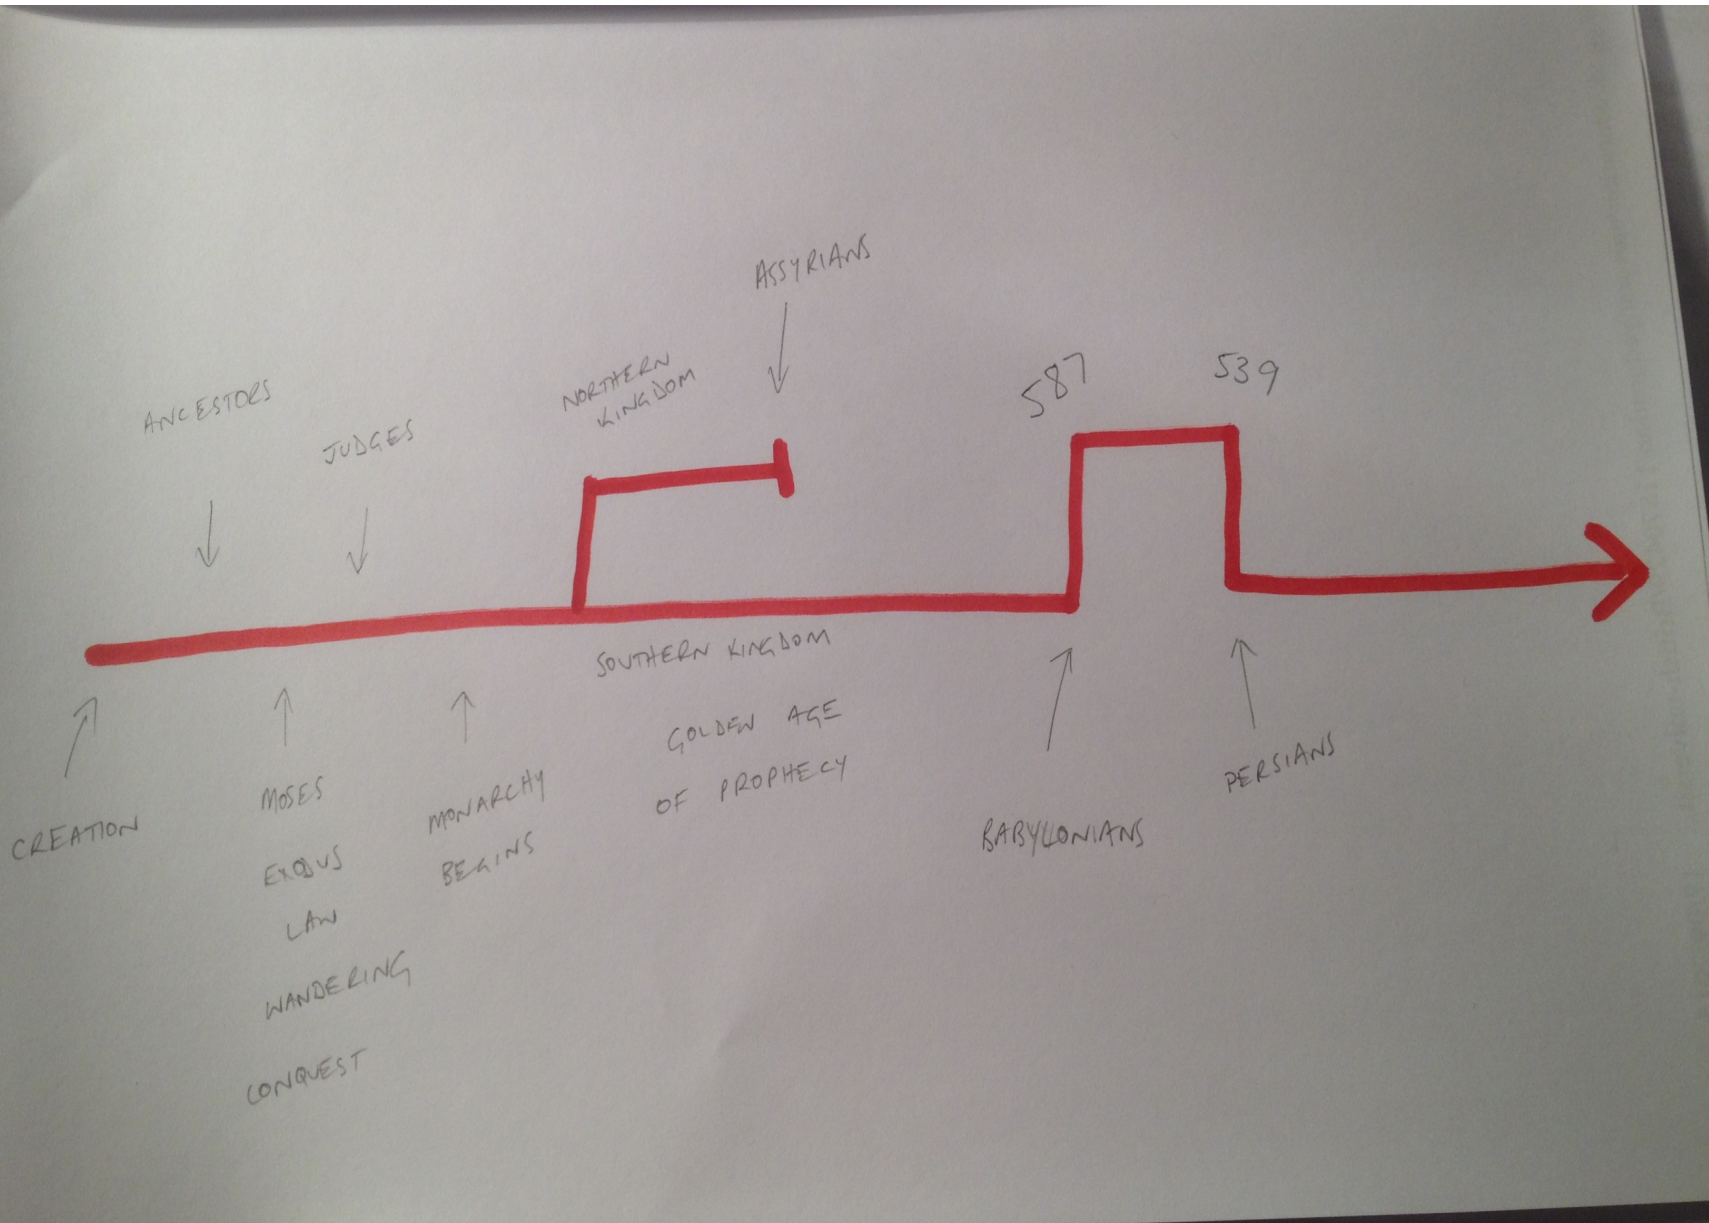 ASSYRIANS
NORTHERN
KINGDOM
587
539
ANCESTORS
JUDGES
SOUTHERN KINGDOM
GOLDEN AGE
OF PROPHECY
CREATION
MOSES
EXODUS
LAW
WANDERING
CONQUEST
MONARCHY
BEGINS
BABYLONIANS
PERSIANS